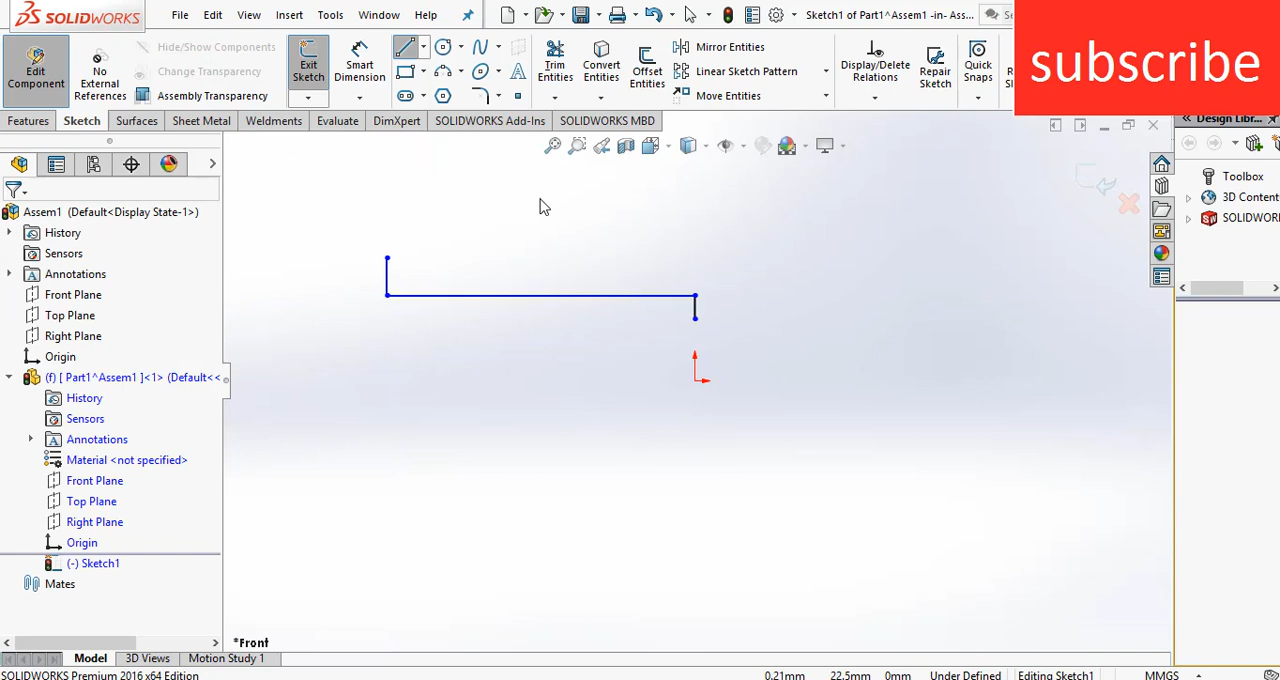 SOLIDWORKS
File Edit View Insert Tools Window Help
Sketch1 of Part1^Assem1 -in- Ass...
subscribe
Edit Component
No External References
Hide/Show Components
Change Transparency
Assembly Transparency
Exit Sketch
Smart Dimension
Trim Entities
Convert Entities
Offset Entities
Mirror Entities
Linear Sketch Pattern
Move Entities
Display/Delete Relations
Repair Sketch
Quick Snaps
Features Sketch Surfaces Sheet Metal Weldments Evaluate DimXpert SOLIDWORKS Add-Ins SOLIDWORKS MBD
Design Libr...
Toolbox
3D Conten
SOLIDWOR
Assem1 (Default<Display State-1>)
History
Sensors
Annotations
Front Plane
Top Plane
Right Plane
Origin
(f) [ Part1^Assem1 ]<1> (Default<<
History
Sensors
Annotations
Material <not specified>
Front Plane
Top Plane
Right Plane
Origin
(-) Sketch1
Mates
*Front
Model 3D Views Motion Study 1
SOLIDWORKS Premium 2016 x64 Edition
0.21mm 22.5mm 0mm Under Defined Editing Sketch1 MMGS